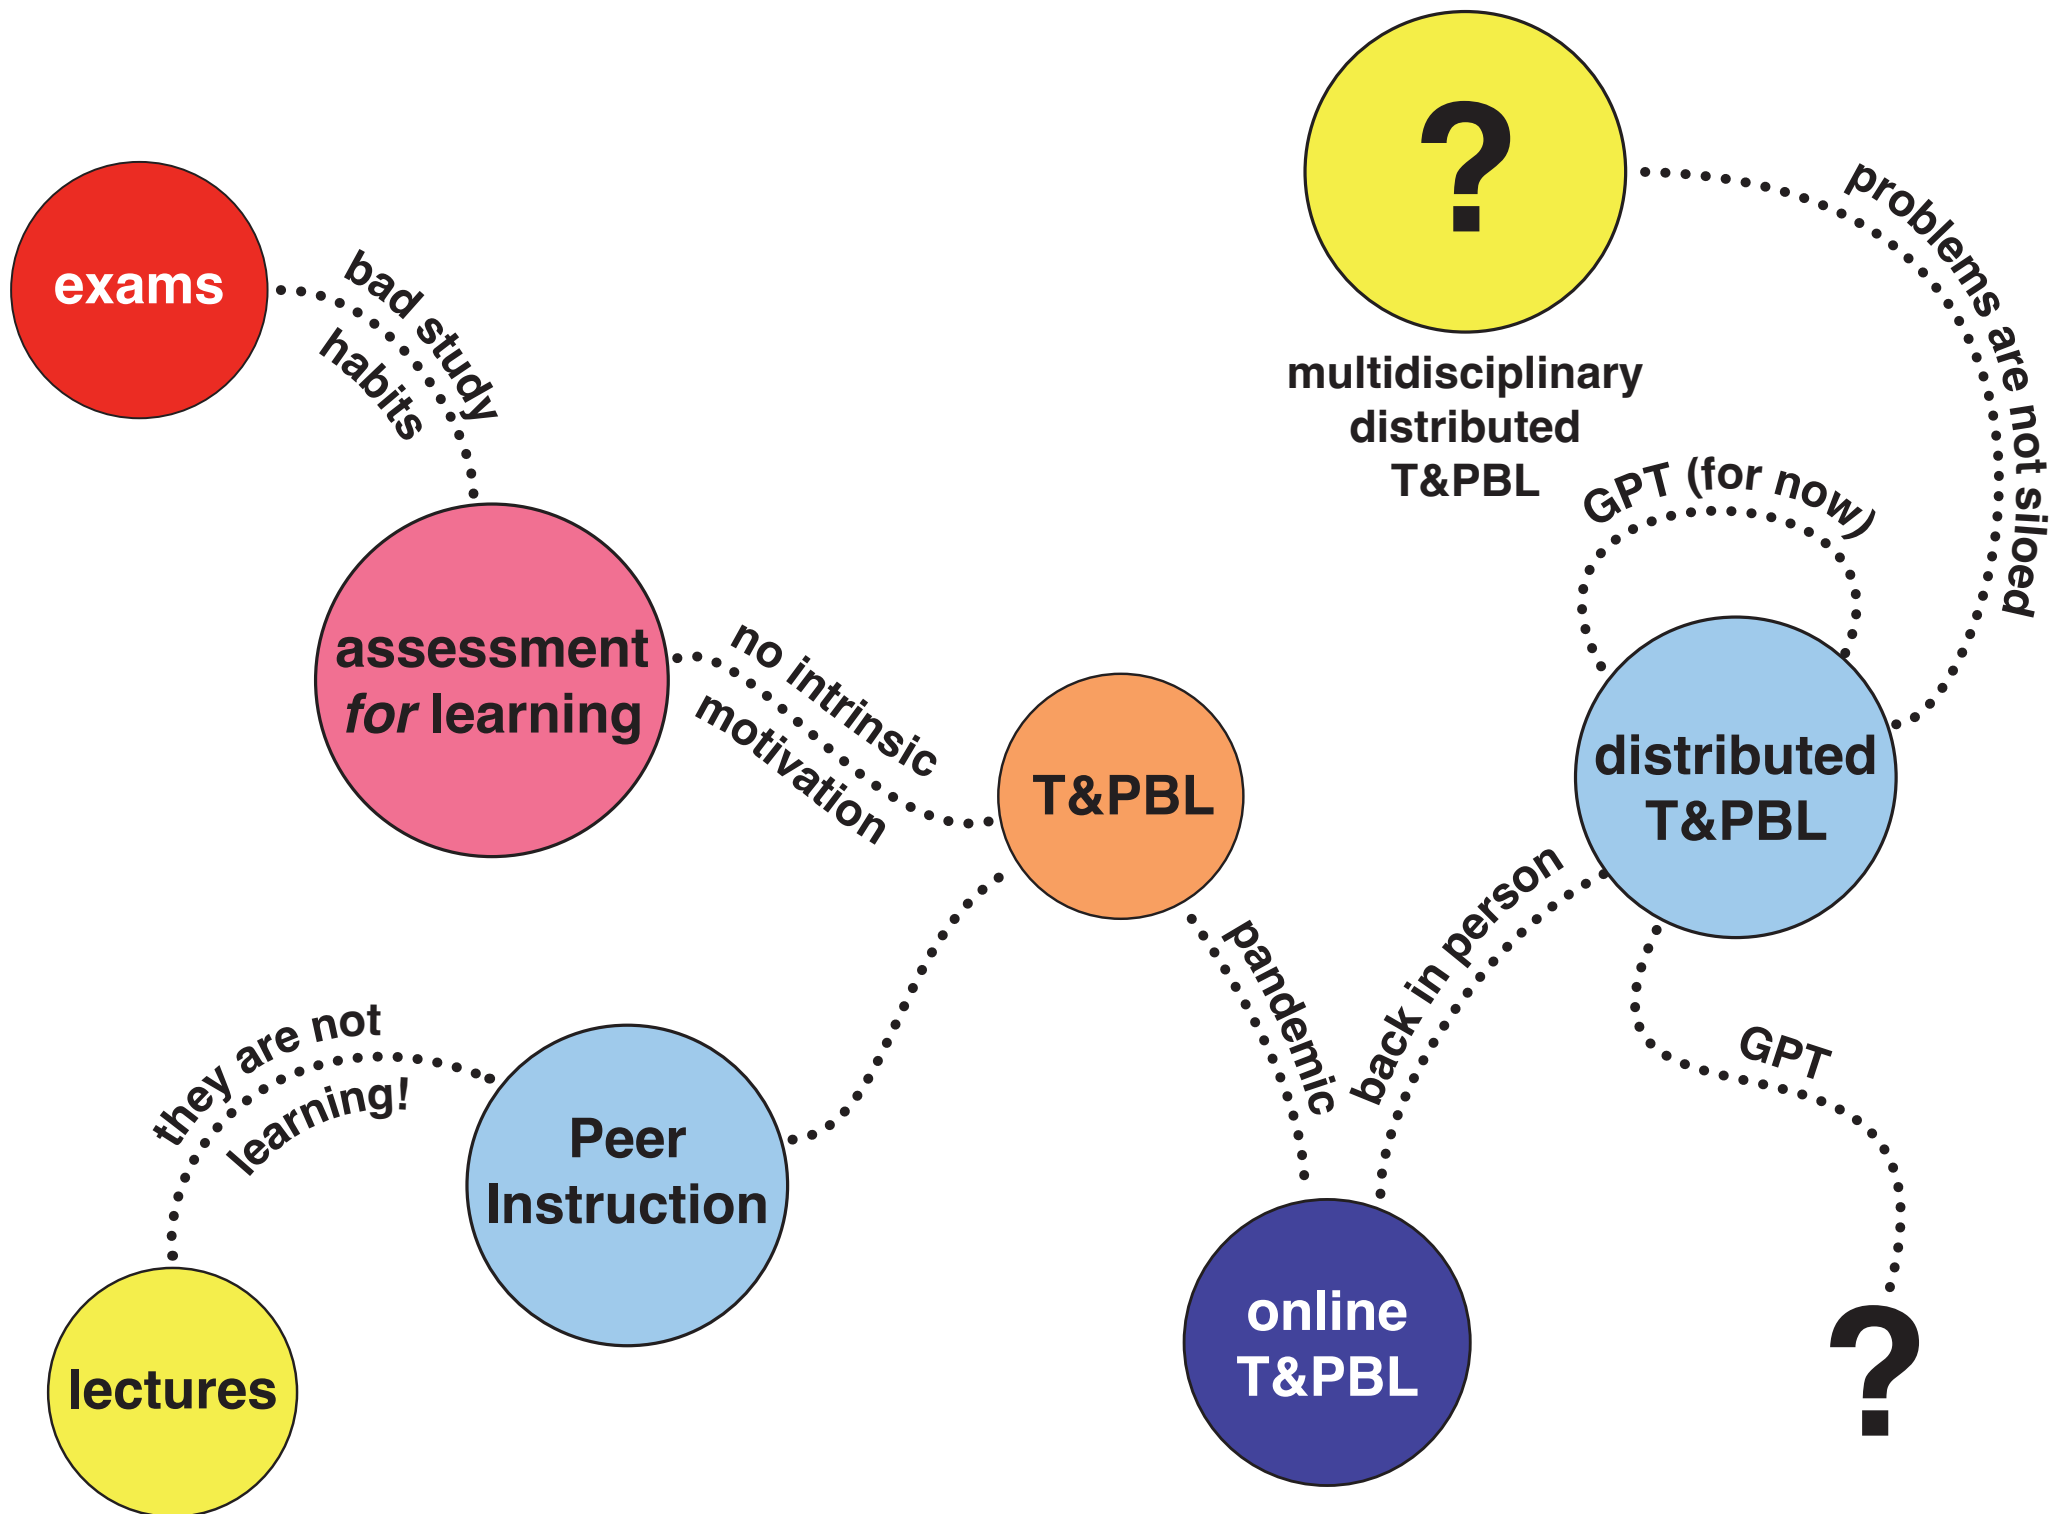 exams
bad study
habits
assessment
for learning
no intrinsic
motivation
T&PBL
they are not
learning!
Peer
Instruction
lectures
pandemic
online
T&PBL
back in person
distributed
T&PBL
GPT (for now)
GPT
?
problems are not siloed
?
multidisciplinary
distributed
T&PBL